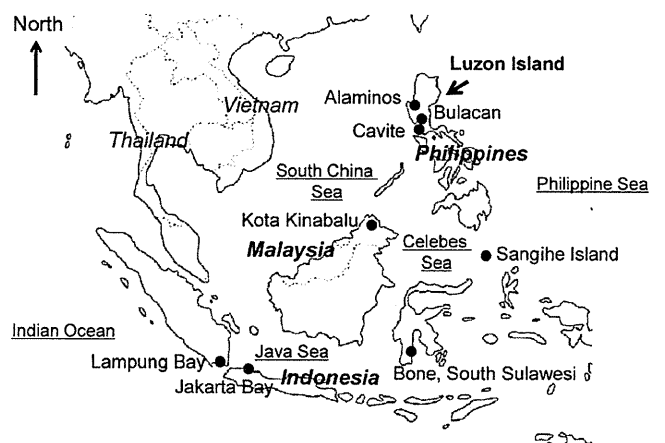 North
Luzon Island
Alaminos
Vietnam
Bulacan
Cavite
Thailand
Philippines
South China
Sea
Philippine Sea
Kota Kinabalu
Malaysia
Celebes
Sea
Sangihe Island
Indian Ocean
Java Sea
Lampung Bay
Jakarta Bay
Indonesia
Bone, South Sulawesi